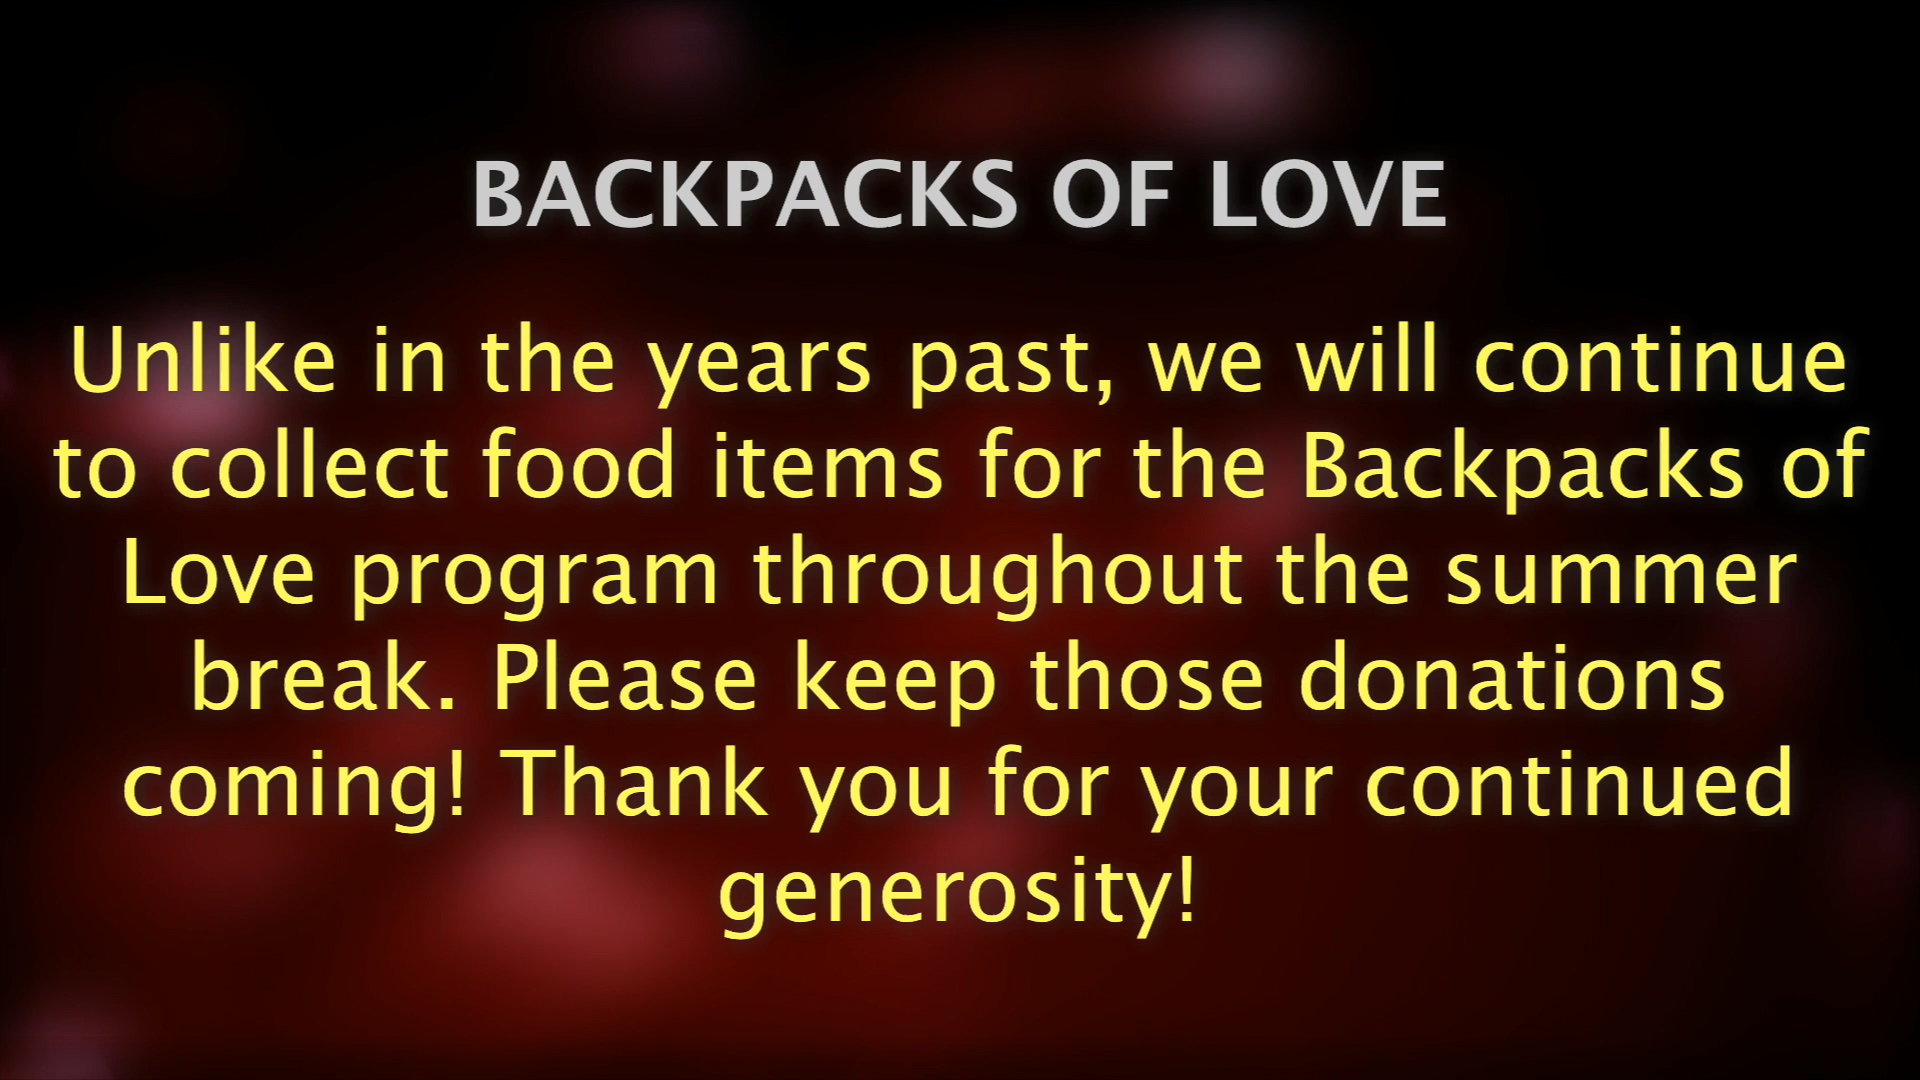 BACKPACKS OF LOVE
Unlike in the years past, we will continue
to collect food items for the Backpacks of
Love program throughout the summer
break. Please keep those donations
coming! Thank you for your continued
generosity!